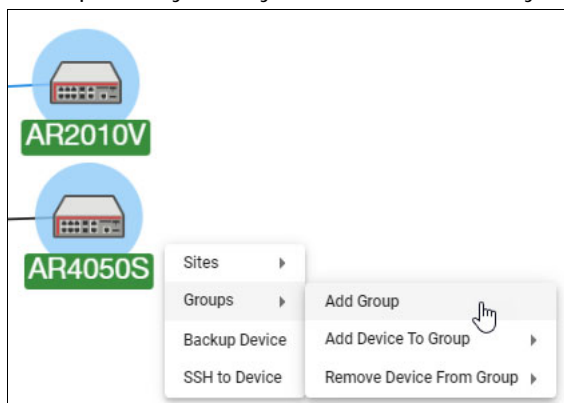 AR2010V
AR4050S
Sites
Groups
Backup Device
SSH to Device
Add Group
Add Device To Group
Remove Device From Group